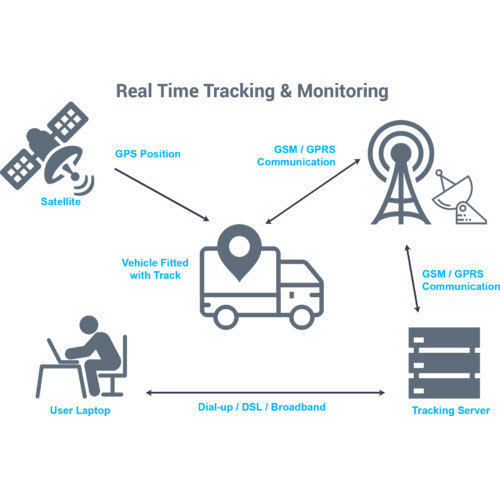 Real Time Tracking & Monitoring
GPS Position
GSM / GPRS
Communication
Satellite
Vehicle Fitted
with Track
GSM / GPRS
Communication
User Laptop
Dial-up / DSL / Broadband
Tracking Server